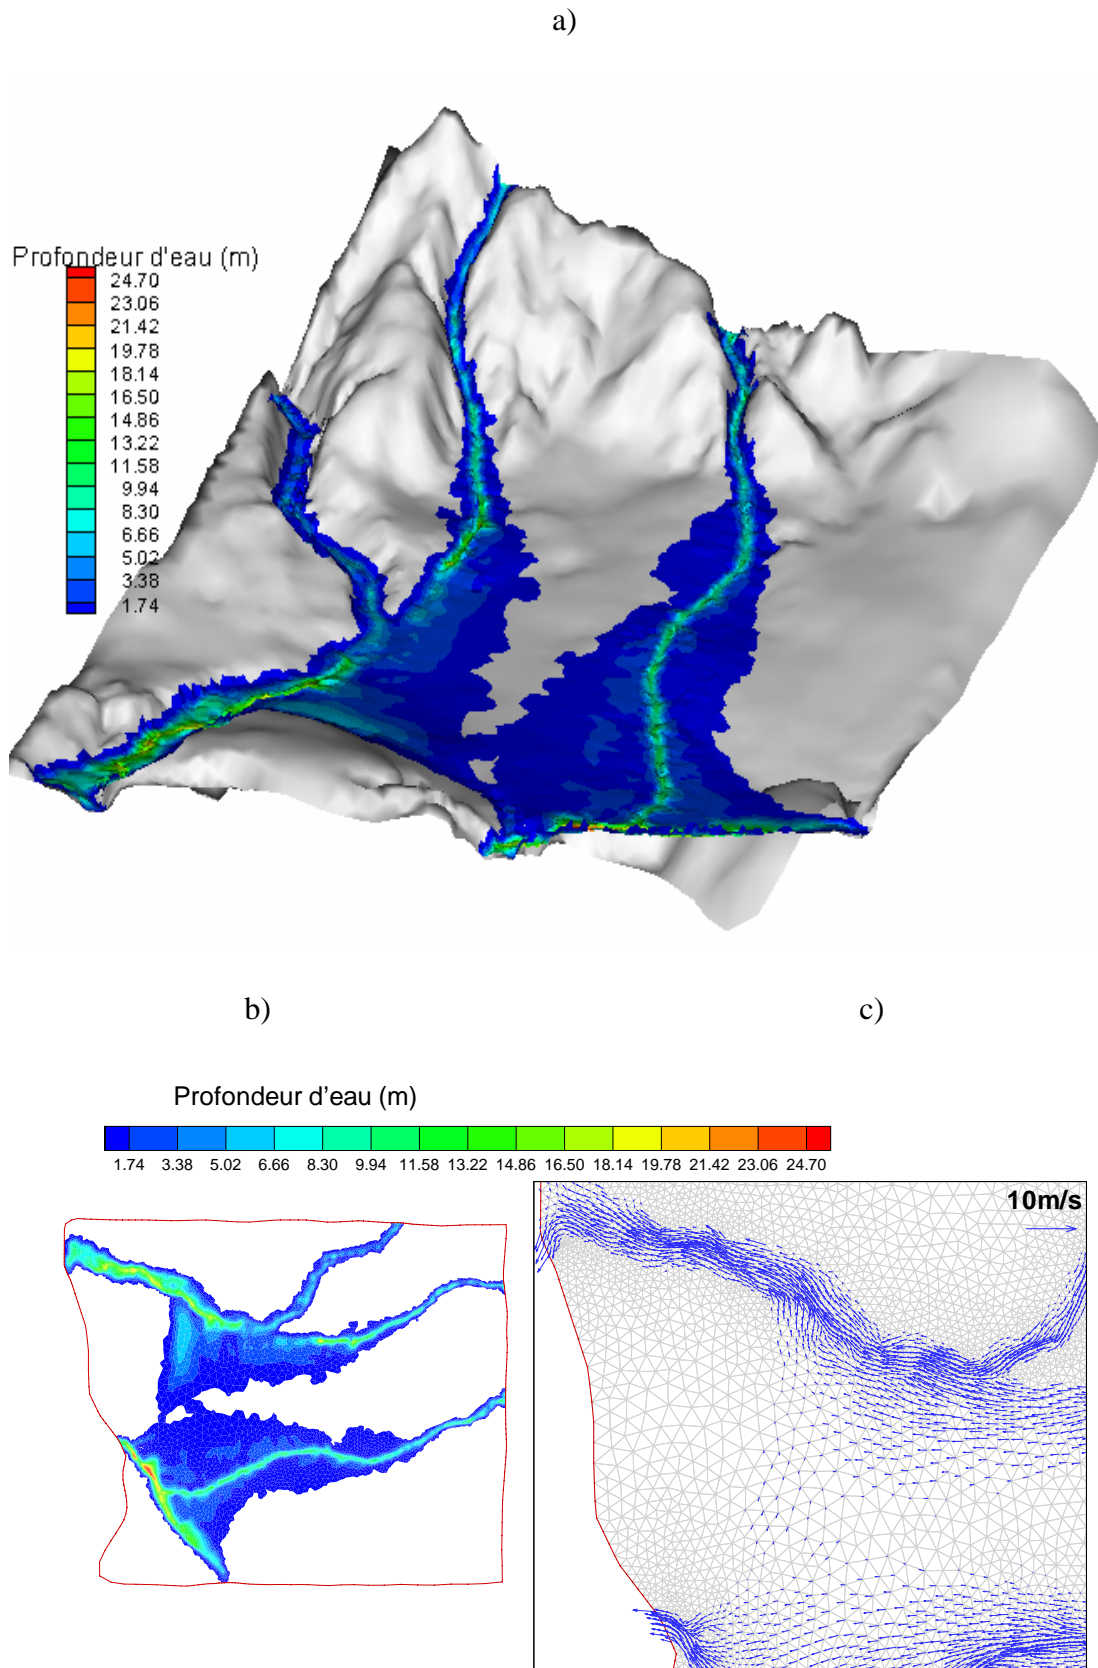 a)
Profondeur d'eau (m)
24.70
23.06
21.42
19.78
18.14
16.50
14.86
13.22
11.58
9.94
8.30
6.66
5.02
3.38
1.74
b)
c)
Profondeur d’eau (m)
1.74 3.38 5.02 6.66 8.30 9.94 11.58 13.22 14.86 16.50 18.14 19.78 21.42 23.06 24.70
10m/s